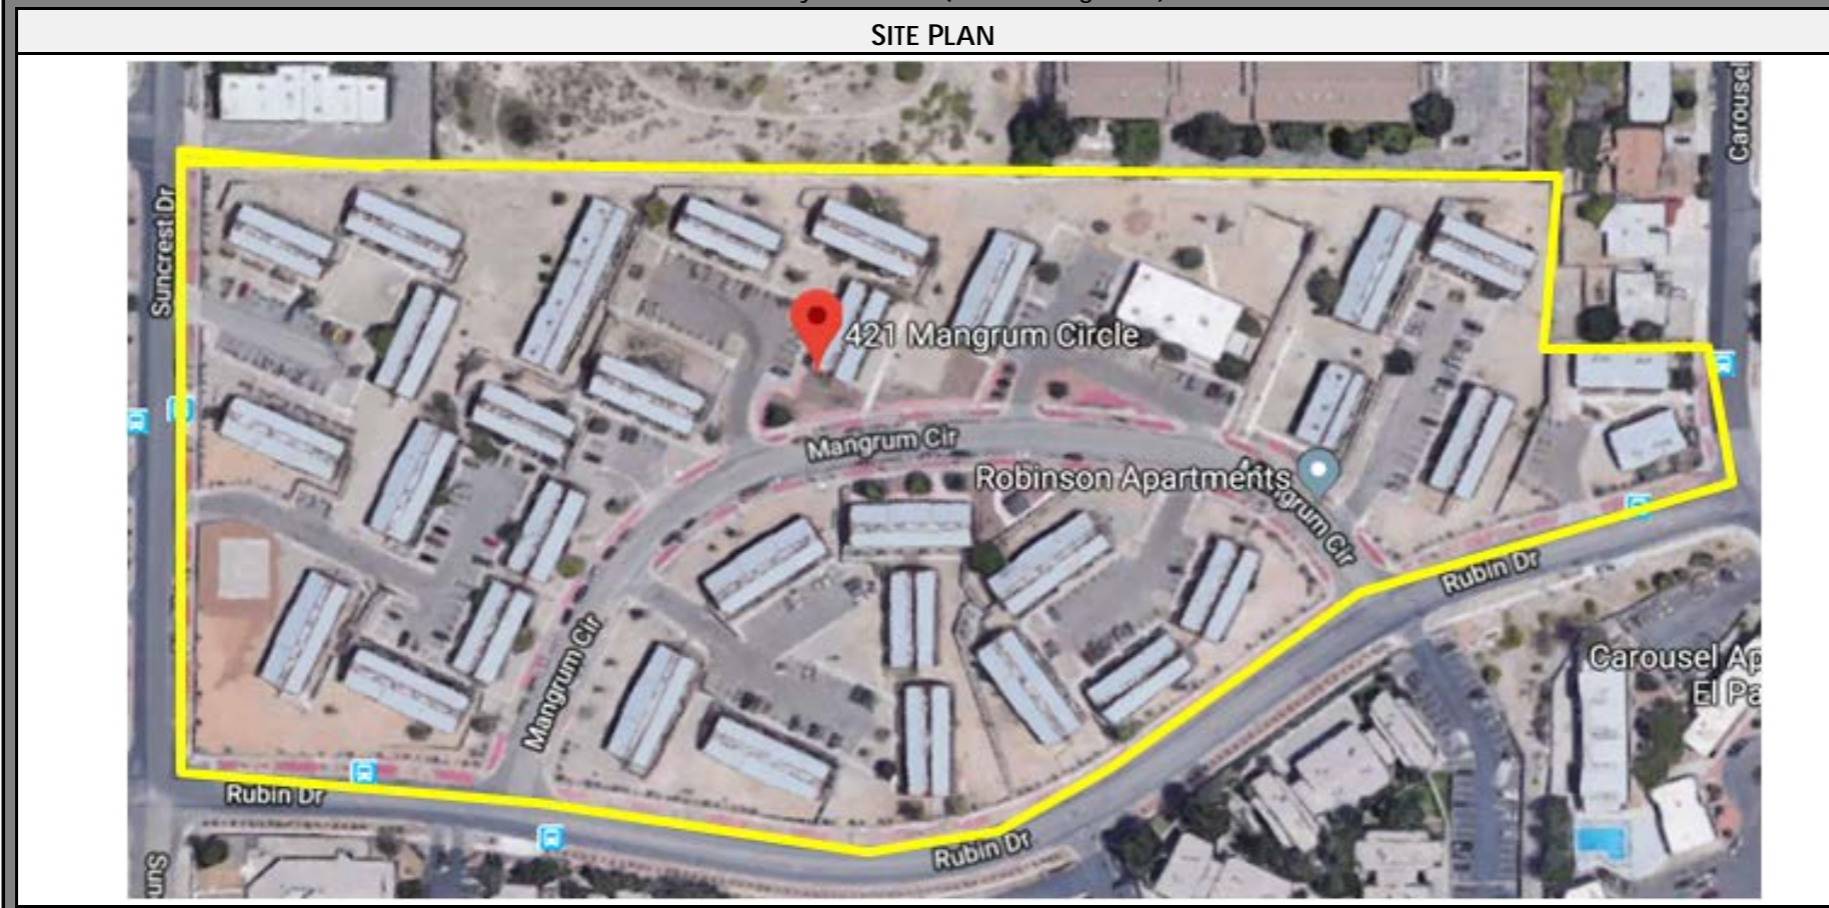 SITE PLAN
Carousel
Suncrest Dr
421 Mangrum Circle
Mangrum Cir
Robinson Apartments
Mangrum Cir
Rubin Dr
Mangrum Cir
Carousel Ap
El Pa
Rubin Dr
Rubin Dr
Suns